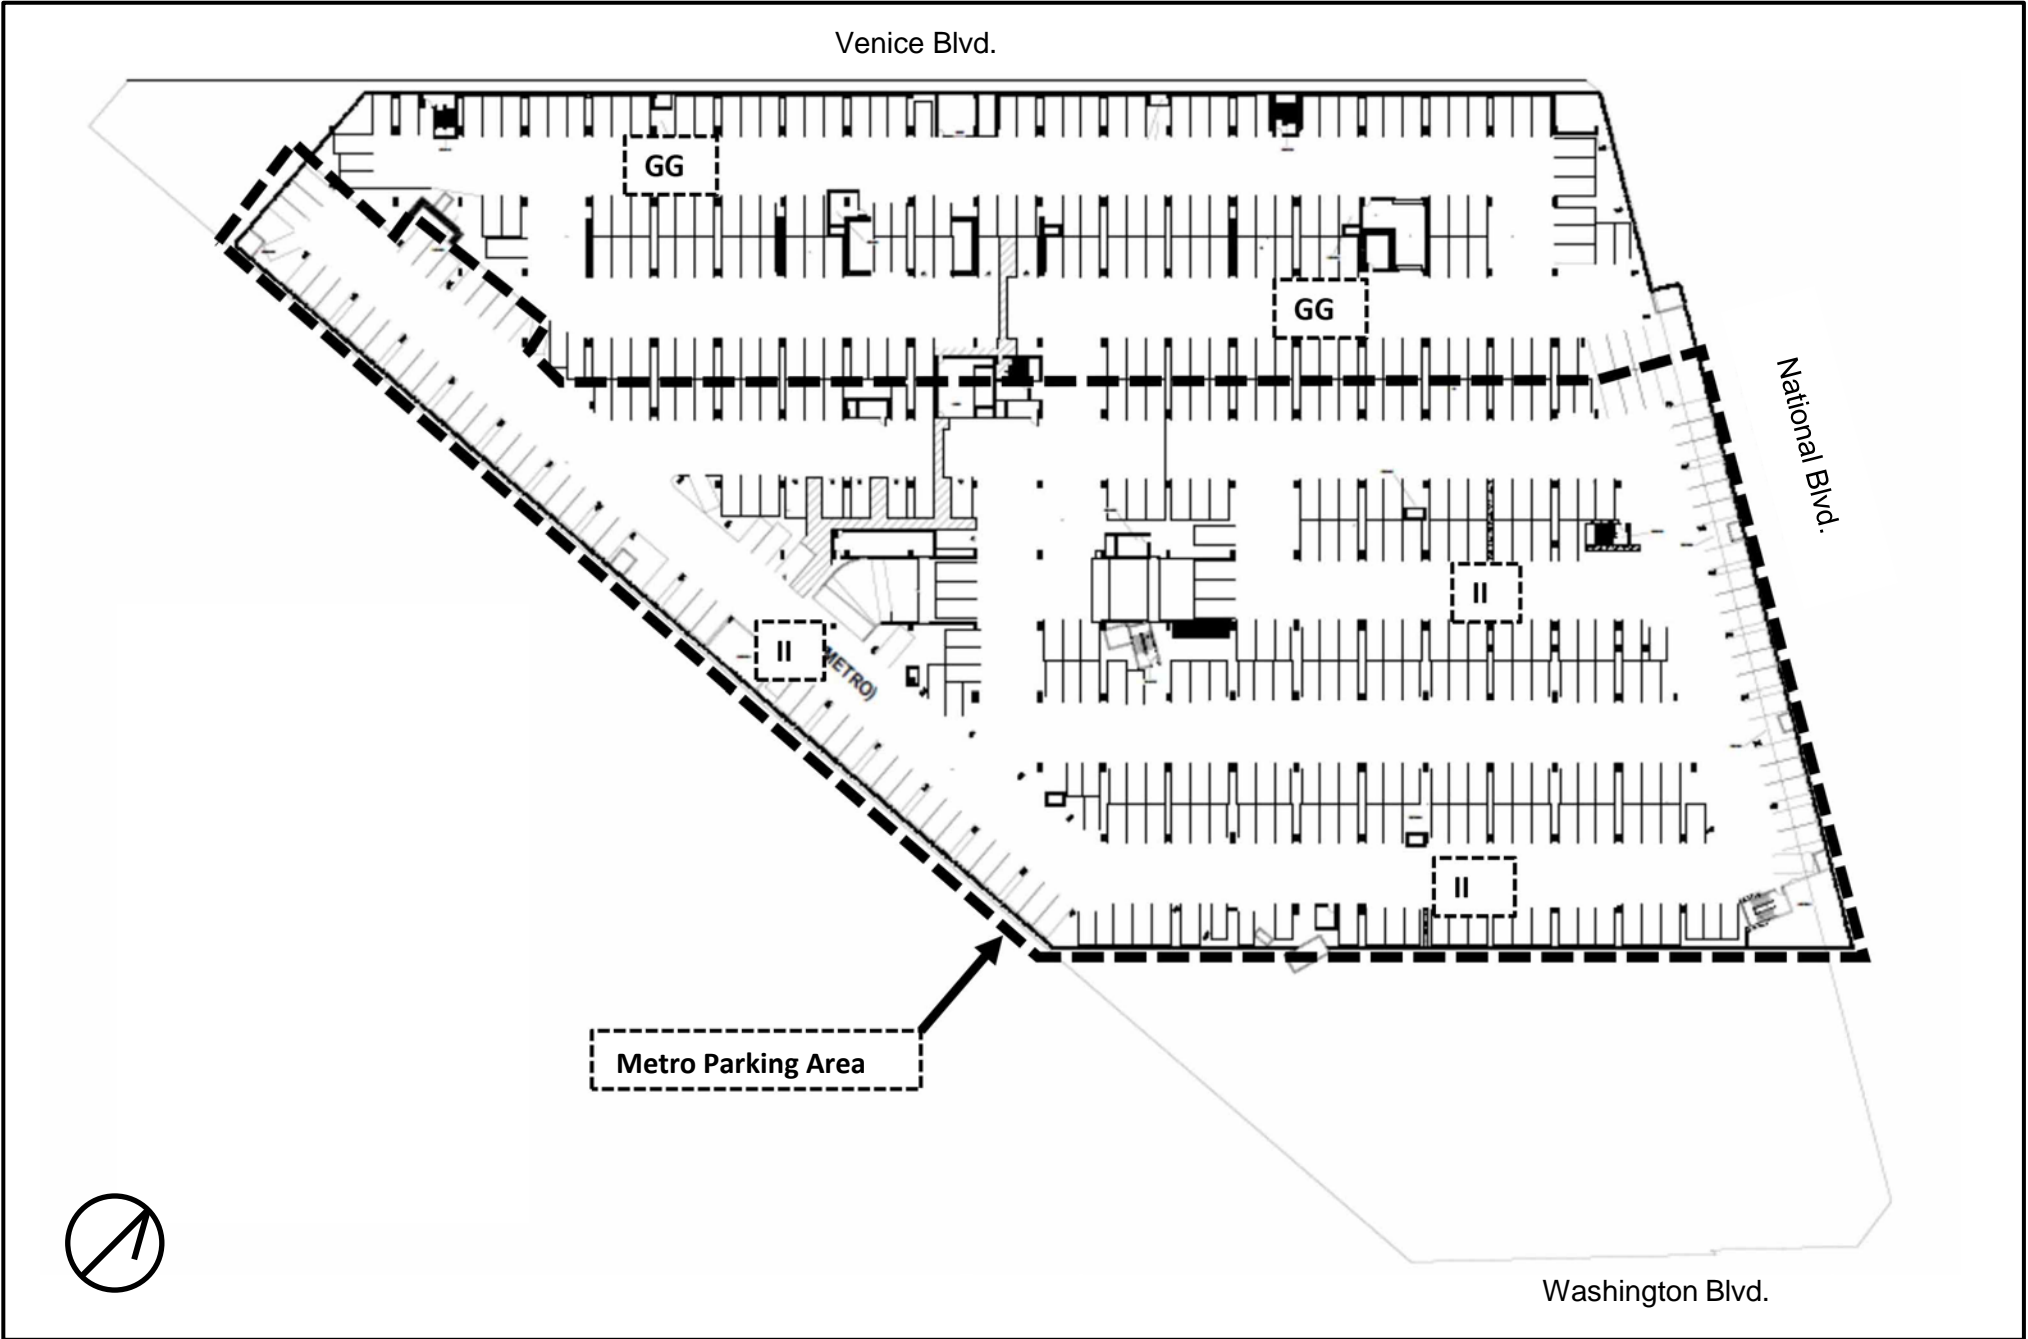 Venice Blvd.
GG
GG
National Blvd.
II
II
METRO)
II
Metro Parking Area
Washington Blvd.